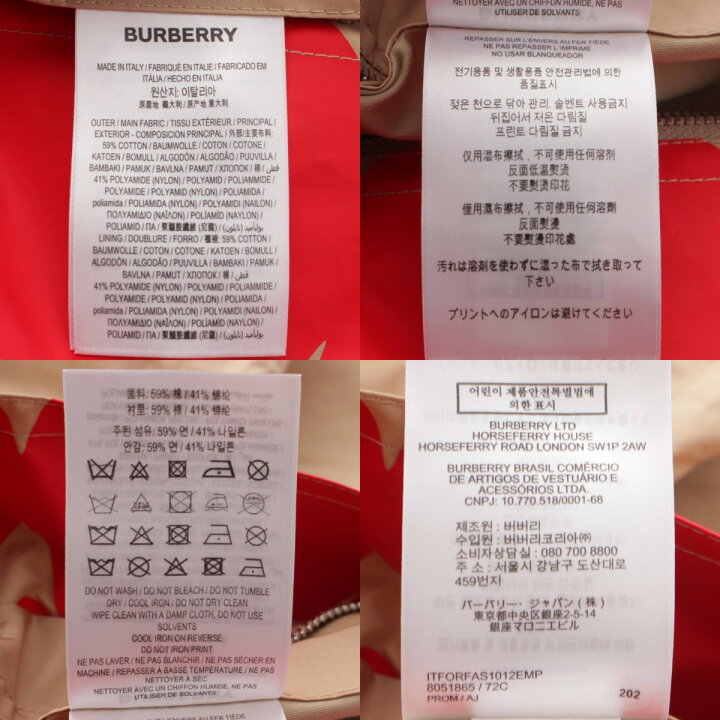 BURBERRY
MADE IN ITALY / FABRIQUÉ EN ITALIE / FABRICADO EM
ITÁLIA / HECHO EN ITALIA
원산지: 이탈리아
原產地 義大利 / 原产地 意大利
OUTER : MAIN FABRIC / TISSU EXTÉRIEUR / PRINCIPAL /
EXTERIOR - COMPOSICION PRINCIPAL / 外部/主要布料 /
59% COTTON / BAUMWOLLE / COTON / COTONE /
KATOEN / BOMULL / ALGODÓN / ALGODÃO / PUUVILLA /
BAMBAKI / PAMUK / BAVLNA / PAMUT / ХЛОПОК / 棉 / قطن /
41% POLYAMIDE (NYLON) / POLYAMID / POLIAMMIDE /
POLYAMIDE / POLYAMID (NYLON) / POLIAMIDA /
poliamida / POLYAMID (NYLON) / POLIAMIDA (NAILON) /
ΠΟΛΥΑΜΙΔΙΟ (ΝΑΪΛΟΝ) / POLÍAMID (NYLON) /
POLIAMID / ПА / 聚醯胺纖維 (尼龍) / بوليأميد (نايلون) /
LINING / DOUBLURE / FORRO / 襯裡 / 59% COTTON /
BAUMWOLLE / COTON / COTONE / KATOEN / BOMULL /
ALGODÓN / ALGODÃO / PUUVILLA / BAMBAKI / PAMUK /
BAVLNA / PAMUT / ХЛОПОК / 棉 / قطن /
41% POLYAMIDE (NYLON) / POLYAMID / POLIAMMIDE /
POLYAMIDE / POLYAMID (NYLON) / POLIAMIDA /
poliamida / POLYAMID (NYLON) / POLIAMIDA (NAILON) /
ΠΟΛΥΑΜΙΔΙΟ (ΝΑΪΛΟΝ) / POLÍAMID (NYLON) /
POLIAMID / ПА / 聚醯胺纖維 (尼龍) / بوليأميد (نايلون) /
NETTOYER AVEC UN CHIFFON HUMIDE, NE PAS
UTILISER DE SOLVANTS
REPASSER SUR L'ENVERS AU FER TIÈDE
NE PAS REPASSER L'IMPRIMÉ
NO USAR BLANQUEADOR
전기용품 및 생활용품 안전관리법에 의한
품질표시
젖은 천으로 닦아 관리. 솔벤트 사용금지
뒤집어서 저온 다림질
프린트 다림질 금지
仅用湿布擦拭，不可使用任何溶剂
反面低温熨烫
不要熨烫印花
僅用濕布擦拭，不可使用任何溶劑
反面熨燙
不要熨燙印花處
汚れは溶剤を使わずに湿った布で拭き取って
下さい
プリントへのアイロンは避けてください
面料: 59% 棉 / 41% 锦纶
衬里: 59% 棉 / 41% 锦纶
주원 섬유: 59% 면 / 41% 나일론
안감: 59% 면 / 41% 나일론
DO NOT WASH / DO NOT BLEACH / DO NOT TUMBLE
DRY / COOL IRON / DO NOT DRY CLEAN
WIPE CLEAN WITH A DAMP CLOTH, DO NOT USE
SOLVENTS
COOL IRON ON REVERSE
DO NOT IRON ON PRINT
NE PAS LAVER / NE PAS BLANCHIR / NE PAS SÉCHER EN
MACHINE / REPASSER À BASSE TEMPÉRATURE / NE PAS
NETTOYER À SEC
NETTOYER AVEC UN CHIFFON HUMIDE, NE PAS
UTILISER DE SOLVANTS
어린이 제품안전특별법에
의한 표시
BURBERRY LTD
HORSEFERRY HOUSE
HORSEFERRY ROAD LONDON SW1P 2AW
BURBERRY BRASIL COMÉRCIO
DE ARTIGOS DE VESTUÁRIO E
ACESSÓRIOS LTDA.
CNPJ: 10.770.518/0001-68
제조원 : 버버리
수입원 : 버버리코리아㈜
소비자상담실 : 080 700 8800
주 소 : 서울시 강남구 도산대로
459번지
バーバリー・ジャパン（株）
東京都中央区銀座2-5-14
銀座マロニエビル
ITFORFAS1012EMP
8051865 / 72C
PROM / AJ
202